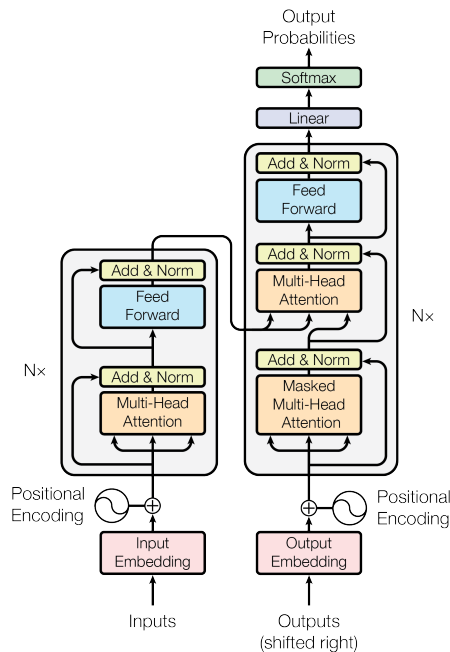 Output
Probabilities
Softmax
Linear
Add & Norm
Feed
Forward
Add & Norm
Multi-Head
Attention
Add & Norm
Masked
Multi-Head
Attention
N×
Add & Norm
Feed
Forward
Add & Norm
Multi-Head
Attention
N×
Positional
Encoding
Positional
Encoding
Input
Embedding
Output
Embedding
Inputs
Outputs
(shifted right)